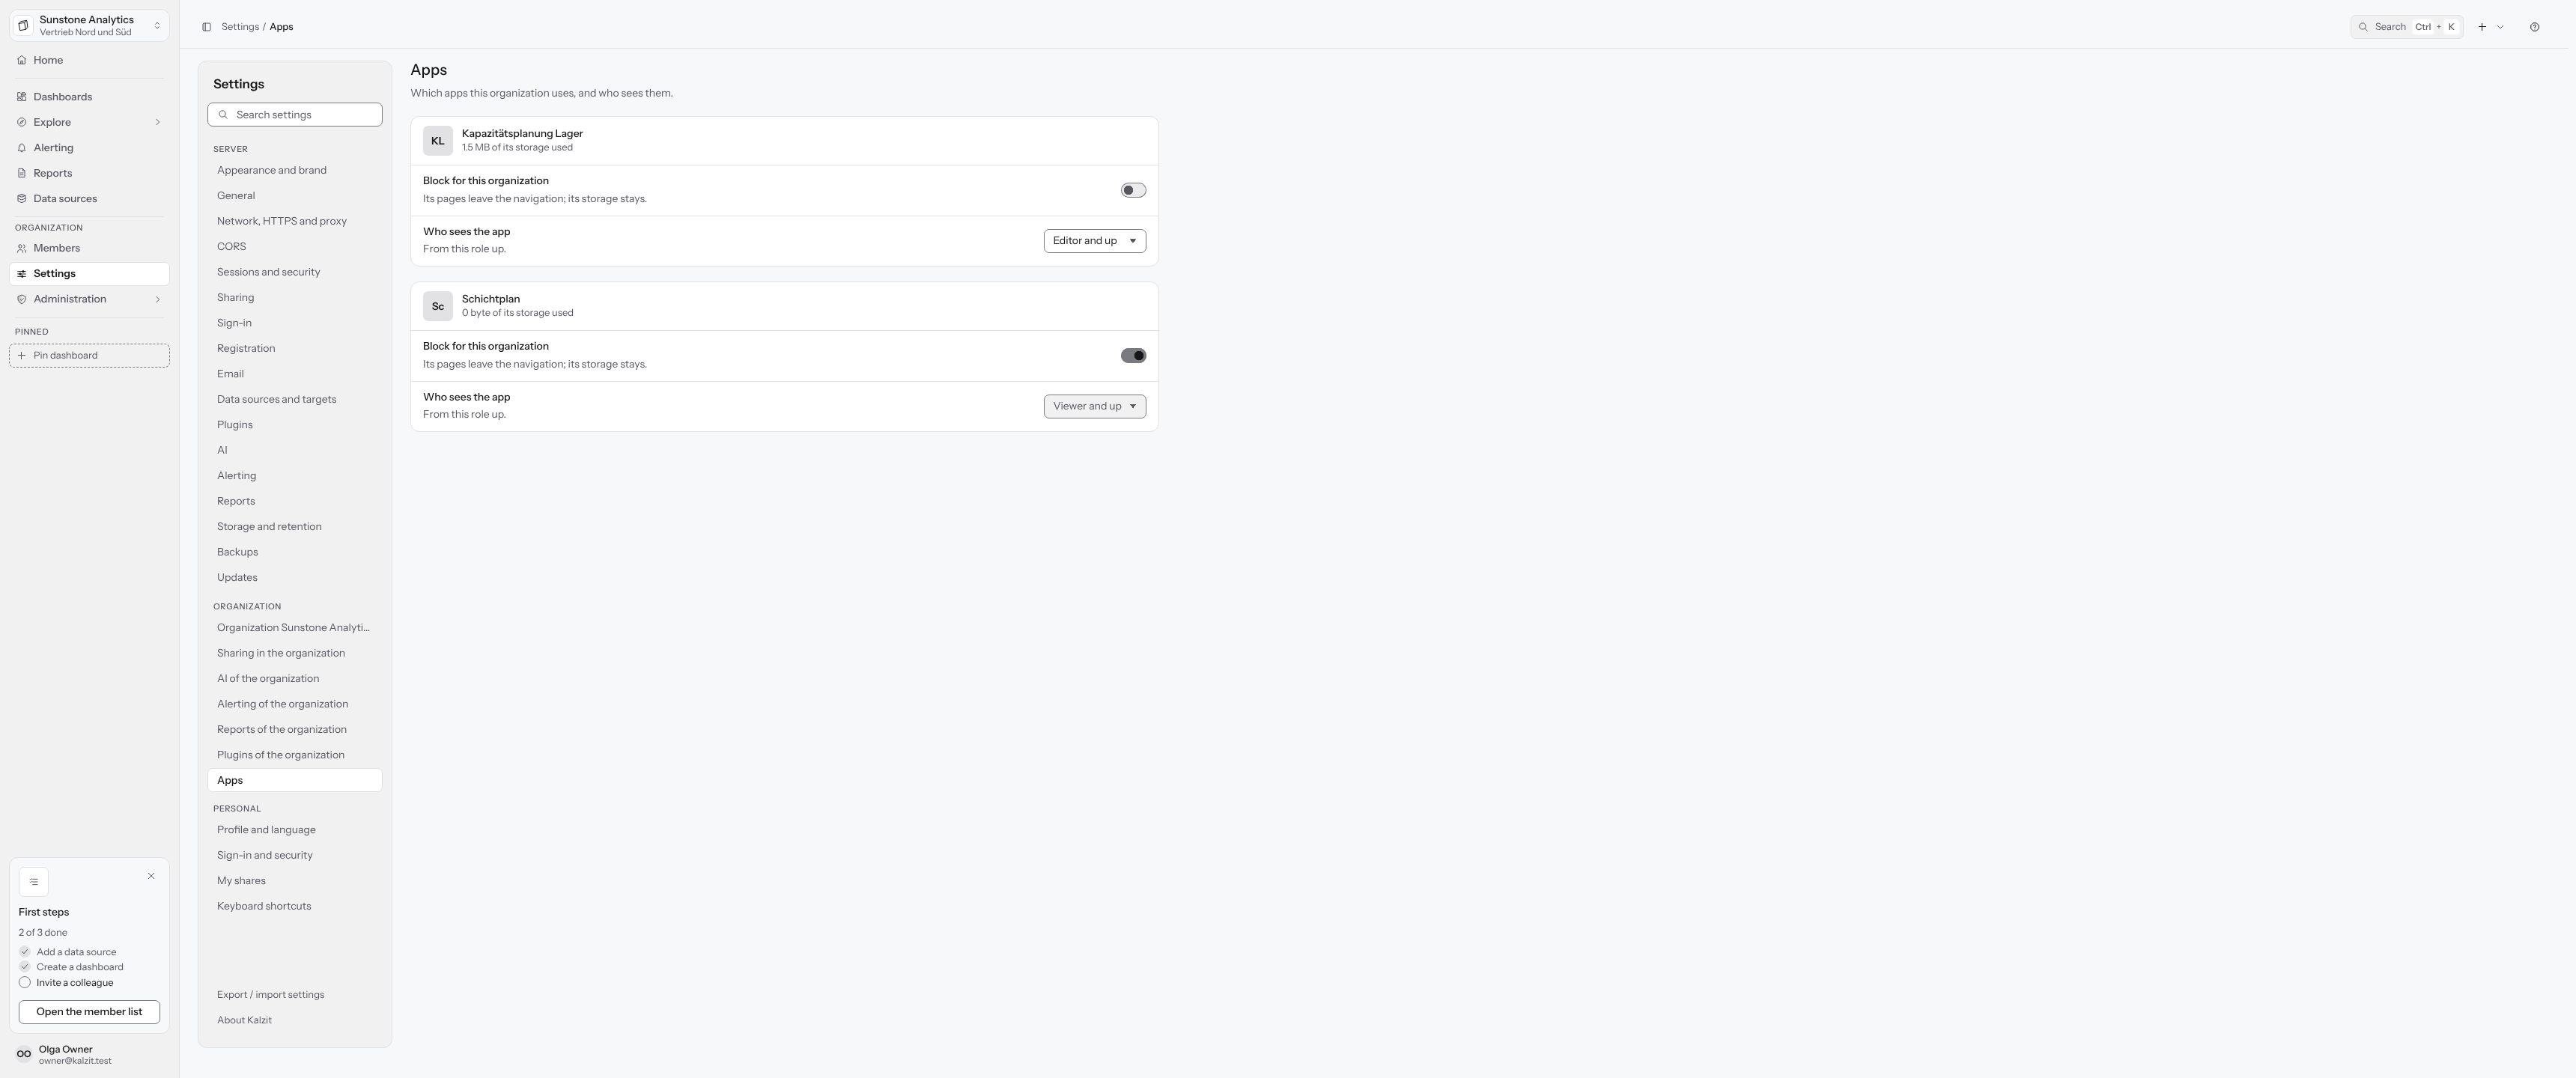 Sunstone Analytics
Vertrieb Nord und Süd
Home
Dashboards
Explore
Alerting
Reports
Data sources
ORGANIZATION
Members
Settings
Administration
PINNED
Pin dashboard
First steps
2 of 3 done
Add a data source
Create a dashboard
Invite a colleague
Open the member list
OO
Olga Owner
owner@kalzit.test
Settings / Apps
Search Ctrl + K
Settings
Search settings
SERVER
Appearance and brand
General
Network, HTTPS and proxy
CORS
Sessions and security
Sharing
Sign-in
Registration
Email
Data sources and targets
Plugins
AI
Alerting
Reports
Storage and retention
Backups
Updates
ORGANIZATION
Organization Sunstone Analyti...
Sharing in the organization
AI of the organization
Alerting of the organization
Reports of the organization
Plugins of the organization
Apps
PERSONAL
Profile and language
Sign-in and security
My shares
Keyboard shortcuts
Export / import settings
About Kalzit
Apps
Which apps this organization uses, and who sees them.
KL
Kapazitätsplanung Lager
1.5 MB of its storage used
Block for this organization
Its pages leave the navigation; its storage stays.
Who sees the app
From this role up.
Editor and up
Sc
Schichtplan
0 byte of its storage used
Block for this organization
Its pages leave the navigation; its storage stays.
Who sees the app
From this role up.
Viewer and up